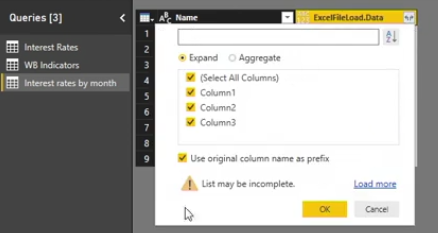 Queries [3]
Interest Rates
WB Indicators
Interest rates by month
Name
ExcelFileLoad.Data
1
2
3
4
5
6
7
8
9
Expand
Aggregate
(Select All Columns)
Column1
Column2
Column3
Use original column name as prefix
List may be incomplete.
Load more
OK
Cancel